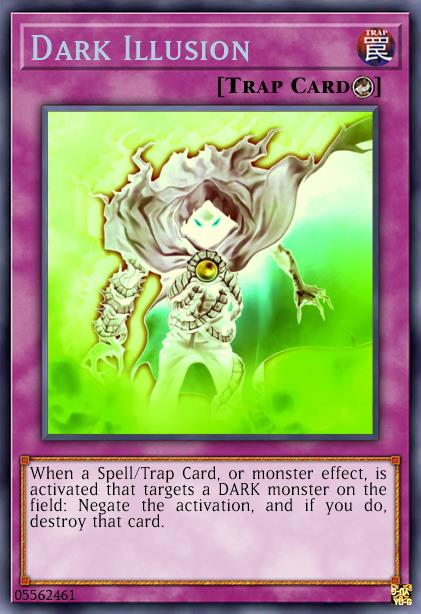 Dark Illusion
TRAP
罠
[Trap Card]
When a Spell/Trap Card, or monster effect, is
activated that targets a DARK monster on the
field: Negate the activation, and if you do,
destroy that card.
05562461